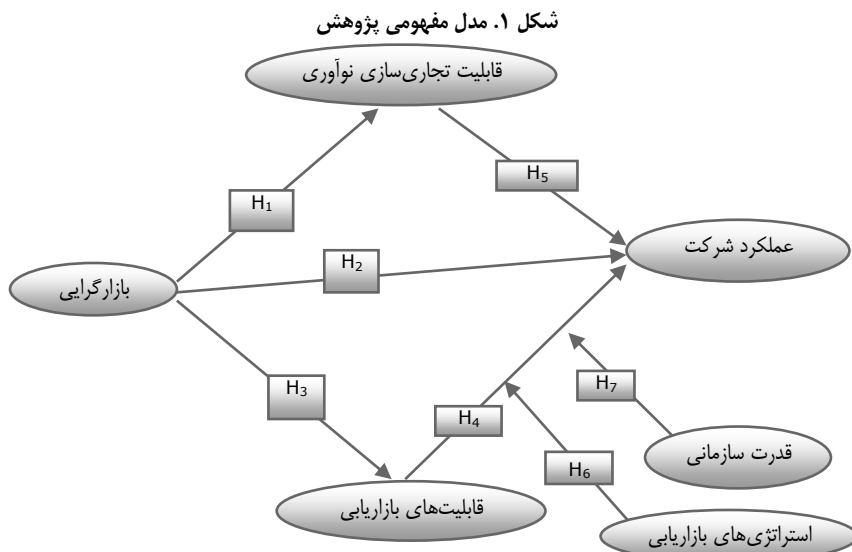 شکل ۱. مدل مفهومی پژوهش
قابلیت تجاری‌سازی نوآوری
H₁
H₅
عملکرد شرکت
H₂
بازارگرایی
H₃
H₇
H₄
قدرت سازمانی
H₆
قابلیت‌های بازاریابی
استراتژی‌های بازاریابی